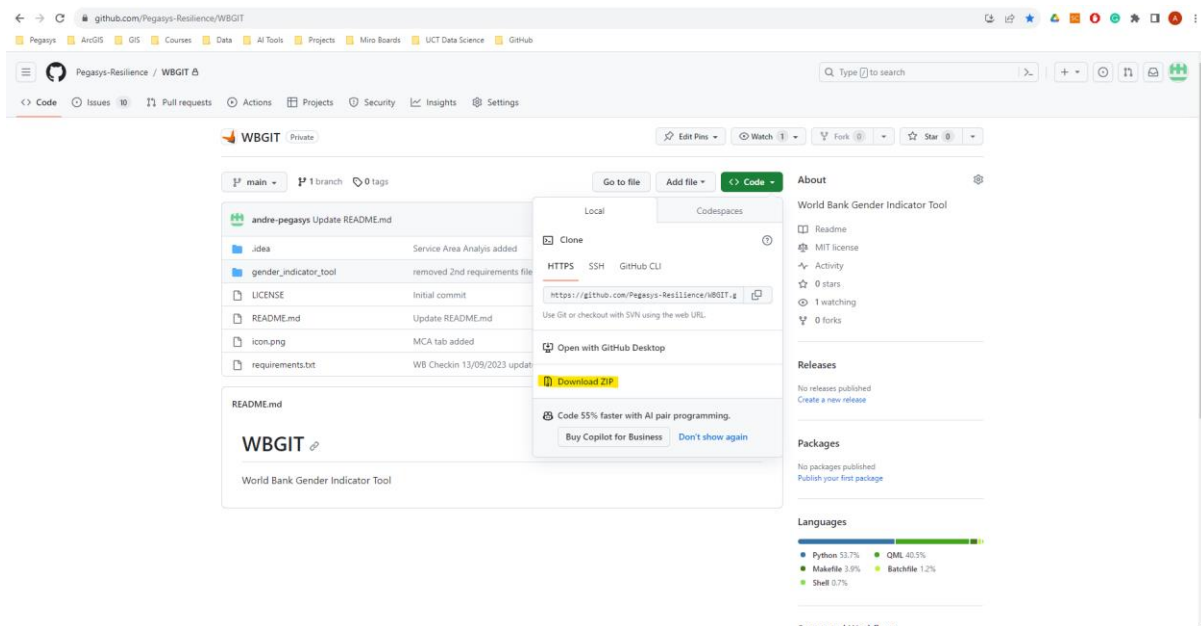 github.com/Pegasys-Resilience/WBGIT
Pegasys ArcGIS GIS Courses Data AI Tools Projects Miro Boards UCT Data Science GitHub
Pegasys-Resilience / WBGIT
Type / to search
Code Issues 10 Pull requests Actions Projects Security Insights Settings
WBGIT Private
Edit Pins Watch 1 Fork 0 Star 0
main 1 branch 0 tags
Go to file Add file Code
andre-pegasys Update README.md
.idea Service Area Analyis added
gender_indicator_tool removed 2nd requirements file
LICENSE Initial commit
README.md Update README.md
icon.png MCA tab added
requirements.txt WB Checkin 13/09/2023 updat
Local Codespaces
Clone
HTTPS SSH GitHub CLI
https://github.com/Pegasys-Resilience/WBGIT.g
Use Git or checkout with SVN using the web URL.
Open with GitHub Desktop
Download ZIP
Code 55% faster with AI pair programming.
Buy Copilot for Business Don't show again
README.md
WBGIT
World Bank Gender Indicator Tool
About
World Bank Gender Indicator Tool
Readme
MIT license
Activity
0 stars
1 watching
0 forks
Releases
No releases published
Create a new release
Packages
No packages published
Publish your first package
Languages
Python 53.7% QML 40.5%
Makefile 3.9% Batchfile 1.2%
Shell 0.7%